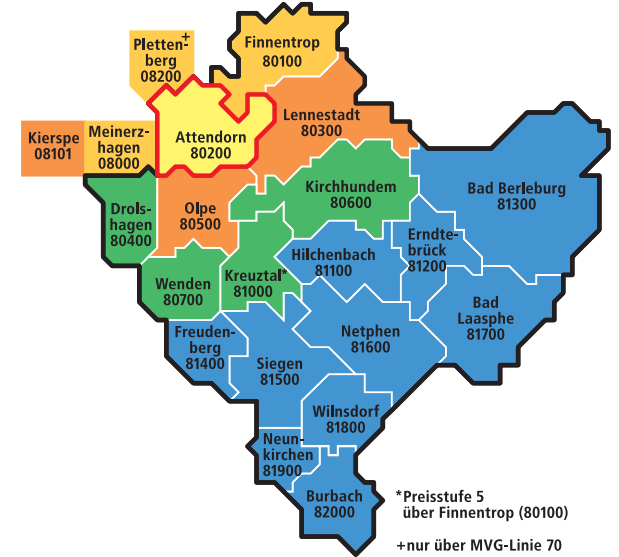 Pletten-+
berg
08200
Finnentrop
80100
Kierspe
08101
Meinerz-
hagen
08000
Attendorn
80200
Lennestadt
80300
Drols-
hagen
80400
Olpe
80500
Kirchhundem
80600
Bad Berleburg
81300
Wenden
80700
Kreuztal*
81000
Hilchenbach
81100
Erndte-
brück
81200
Bad
Laasphe
81700
Freuden-
berg
81400
Siegen
81500
Netphen
81600
Wilnsdorf
81800
Neun-
kirchen
81900
Burbach
82000
*Preisstufe 5
über Finnentrop (80100)
+nur über MVG-Linie 70